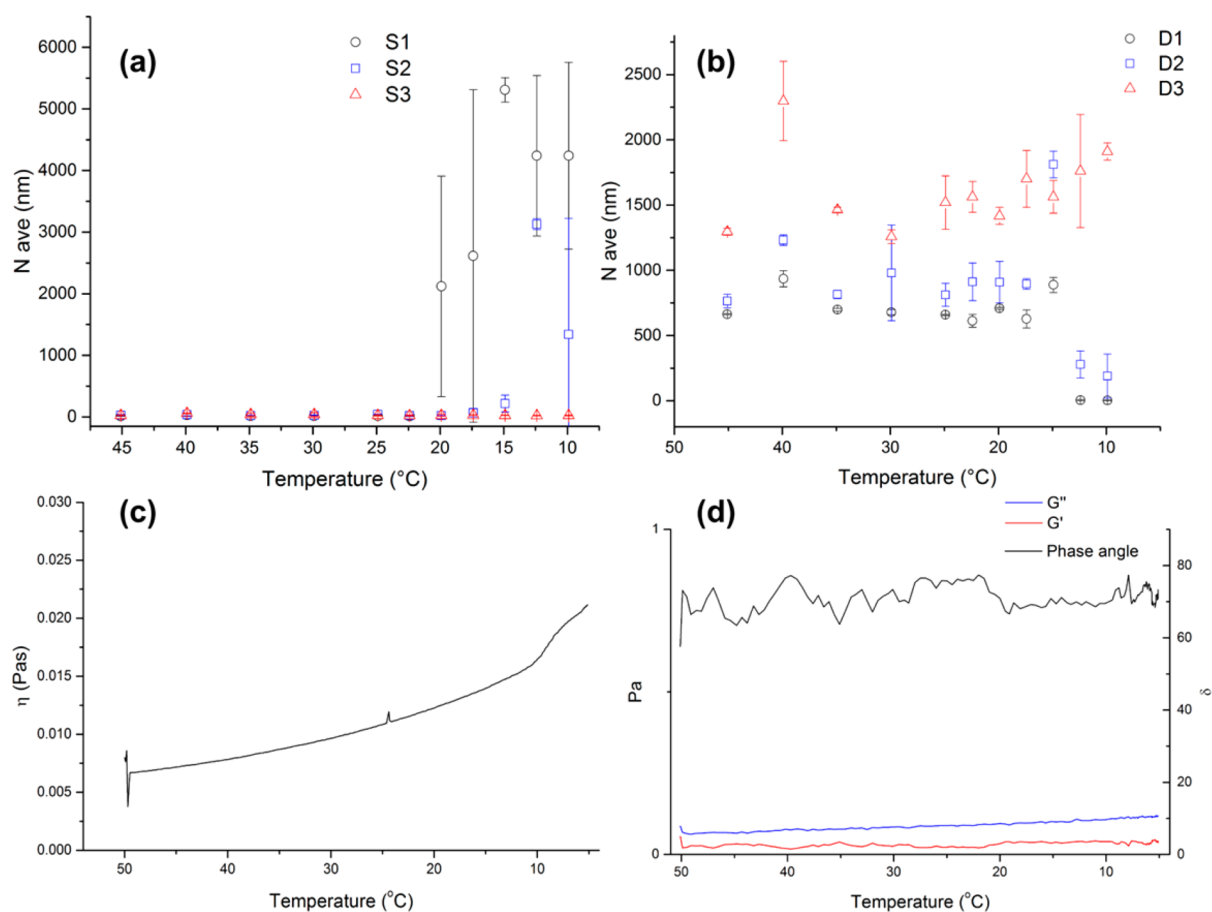 (a)
S1
S2
S3
6000
5000
4000
3000
2000
1000
0
N ave (nm)
45 40 35 30 25 20 15 10
Temperature (°C)
(b)
D1
D2
D3
2500
2000
1500
1000
500
0
N ave (nm)
50 40 30 20 10
Temperature (°C)
(c)
0.030
0.025
0.020
0.015
0.010
0.005
0.000
η (Pas)
50 40 30 20 10
Temperature (°C)
(d)
G"
G'
Phase angle
1
0
Pa
80
60
40
20
0
δ
50 40 30 20 10
Temperature (°C)